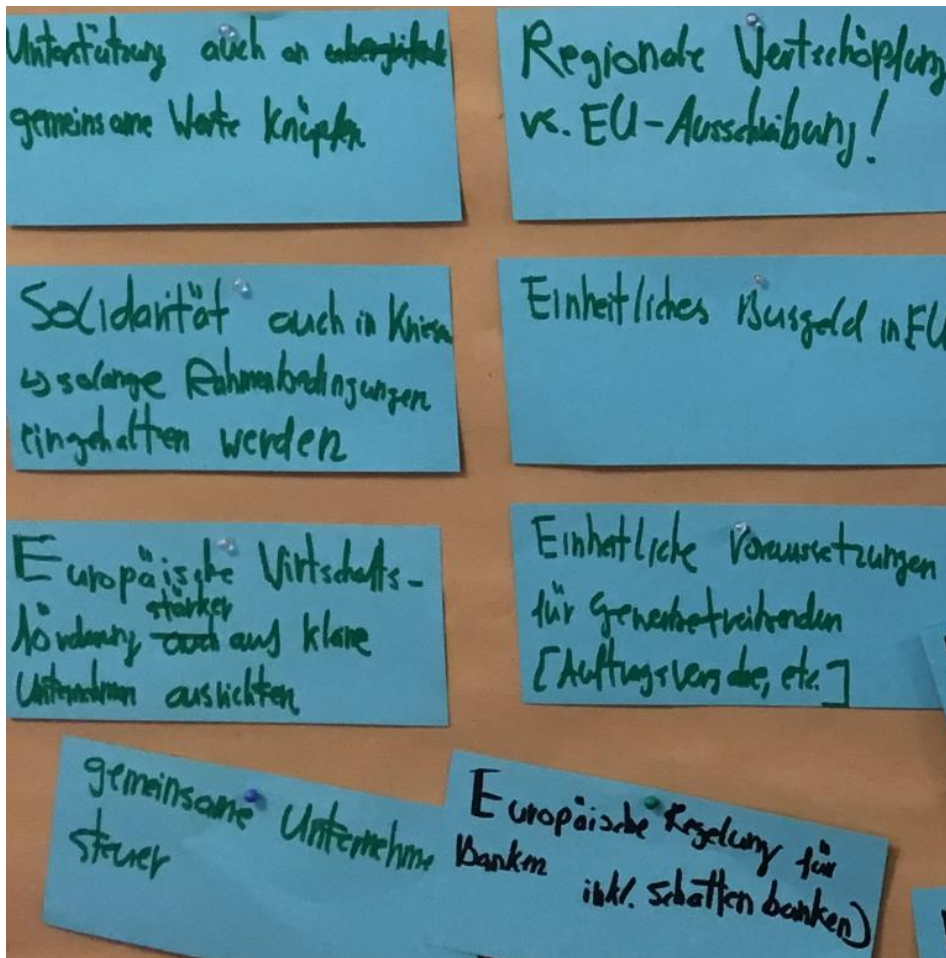 Unterstützung auch an
gemeinsame Werte Knüpfen
Regionale Wertschöpfung
vs. EU-Ausschreibung!
Solidarität auch in Krisen
↳ solange Rahmenbedingungen
eingehalten werden
Einheitliches Busgeld in EU
Europäische Wirtschafts-
förderung stärker auf kleine
Unternehmen ausrichten
Einheitliche Voraussetzungen
für Gewerbetreibenden
[Auftragsvergabe, etc.]
gemeinsame Unternehme
steuer
Europäische Regelung für
Banken
inkl. Schattenbanken)